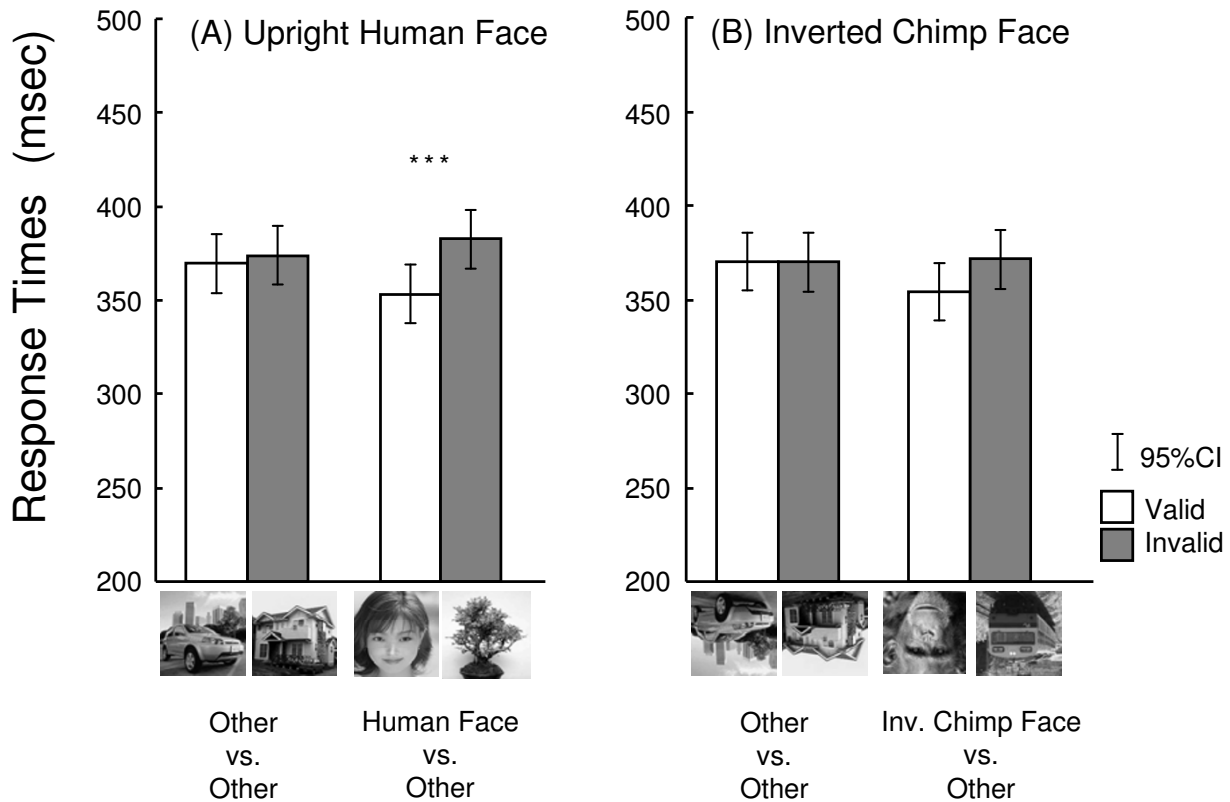 Response Times (msec)
(A) Upright Human Face
500
450
400
350
300
250
200
***
Other
vs.
Other
Human Face
vs.
Other
(B) Inverted Chimp Face
500
450
400
350
300
250
200
Other
vs.
Other
Inv. Chimp Face
vs.
Other
95%CI
Valid
Invalid